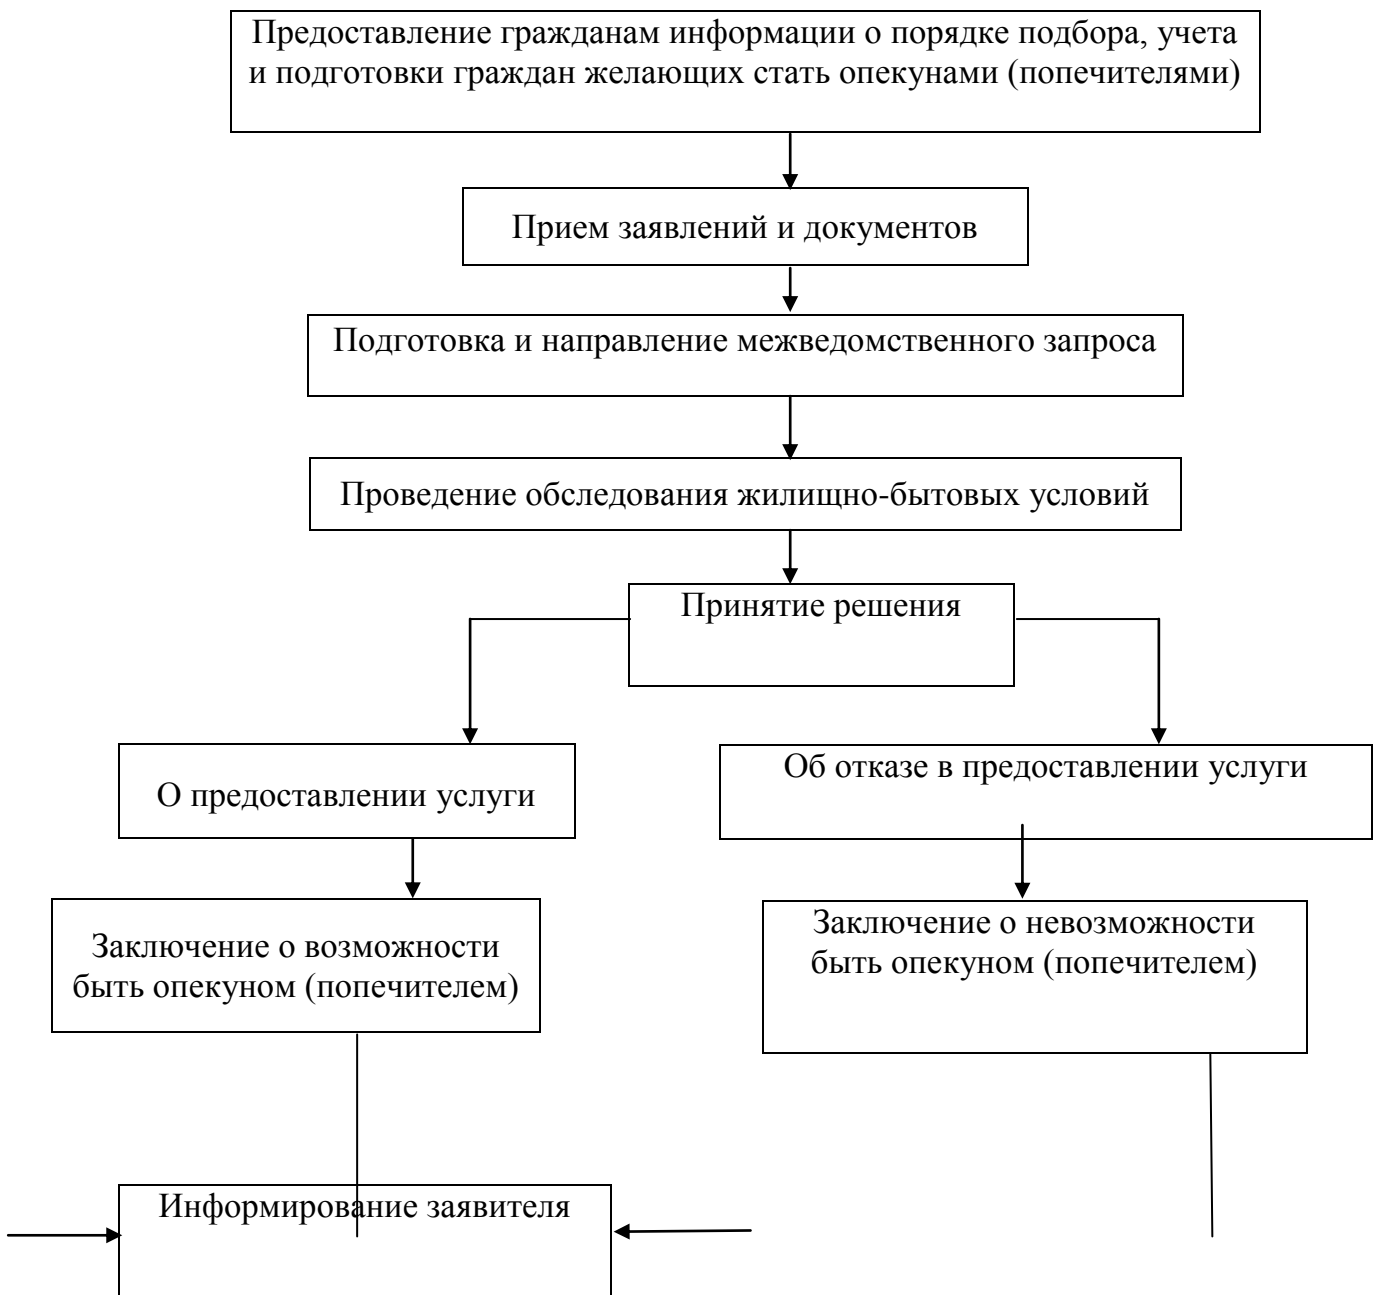 Предоставление гражданам информации о порядке подбора, учета
и подготовки граждан желающих стать опекунами (попечителями)
Прием заявлений и документов
Подготовка и направление межведомственного запроса
Проведение обследования жилищно-бытовых условий
Принятие решения
О предоставлении услуги
Об отказе в предоставлении услуги
Заключение о возможности
быть опекуном (попечителем)
Заключение о невозможности
быть опекуном (попечителем)
Информирование заявителя